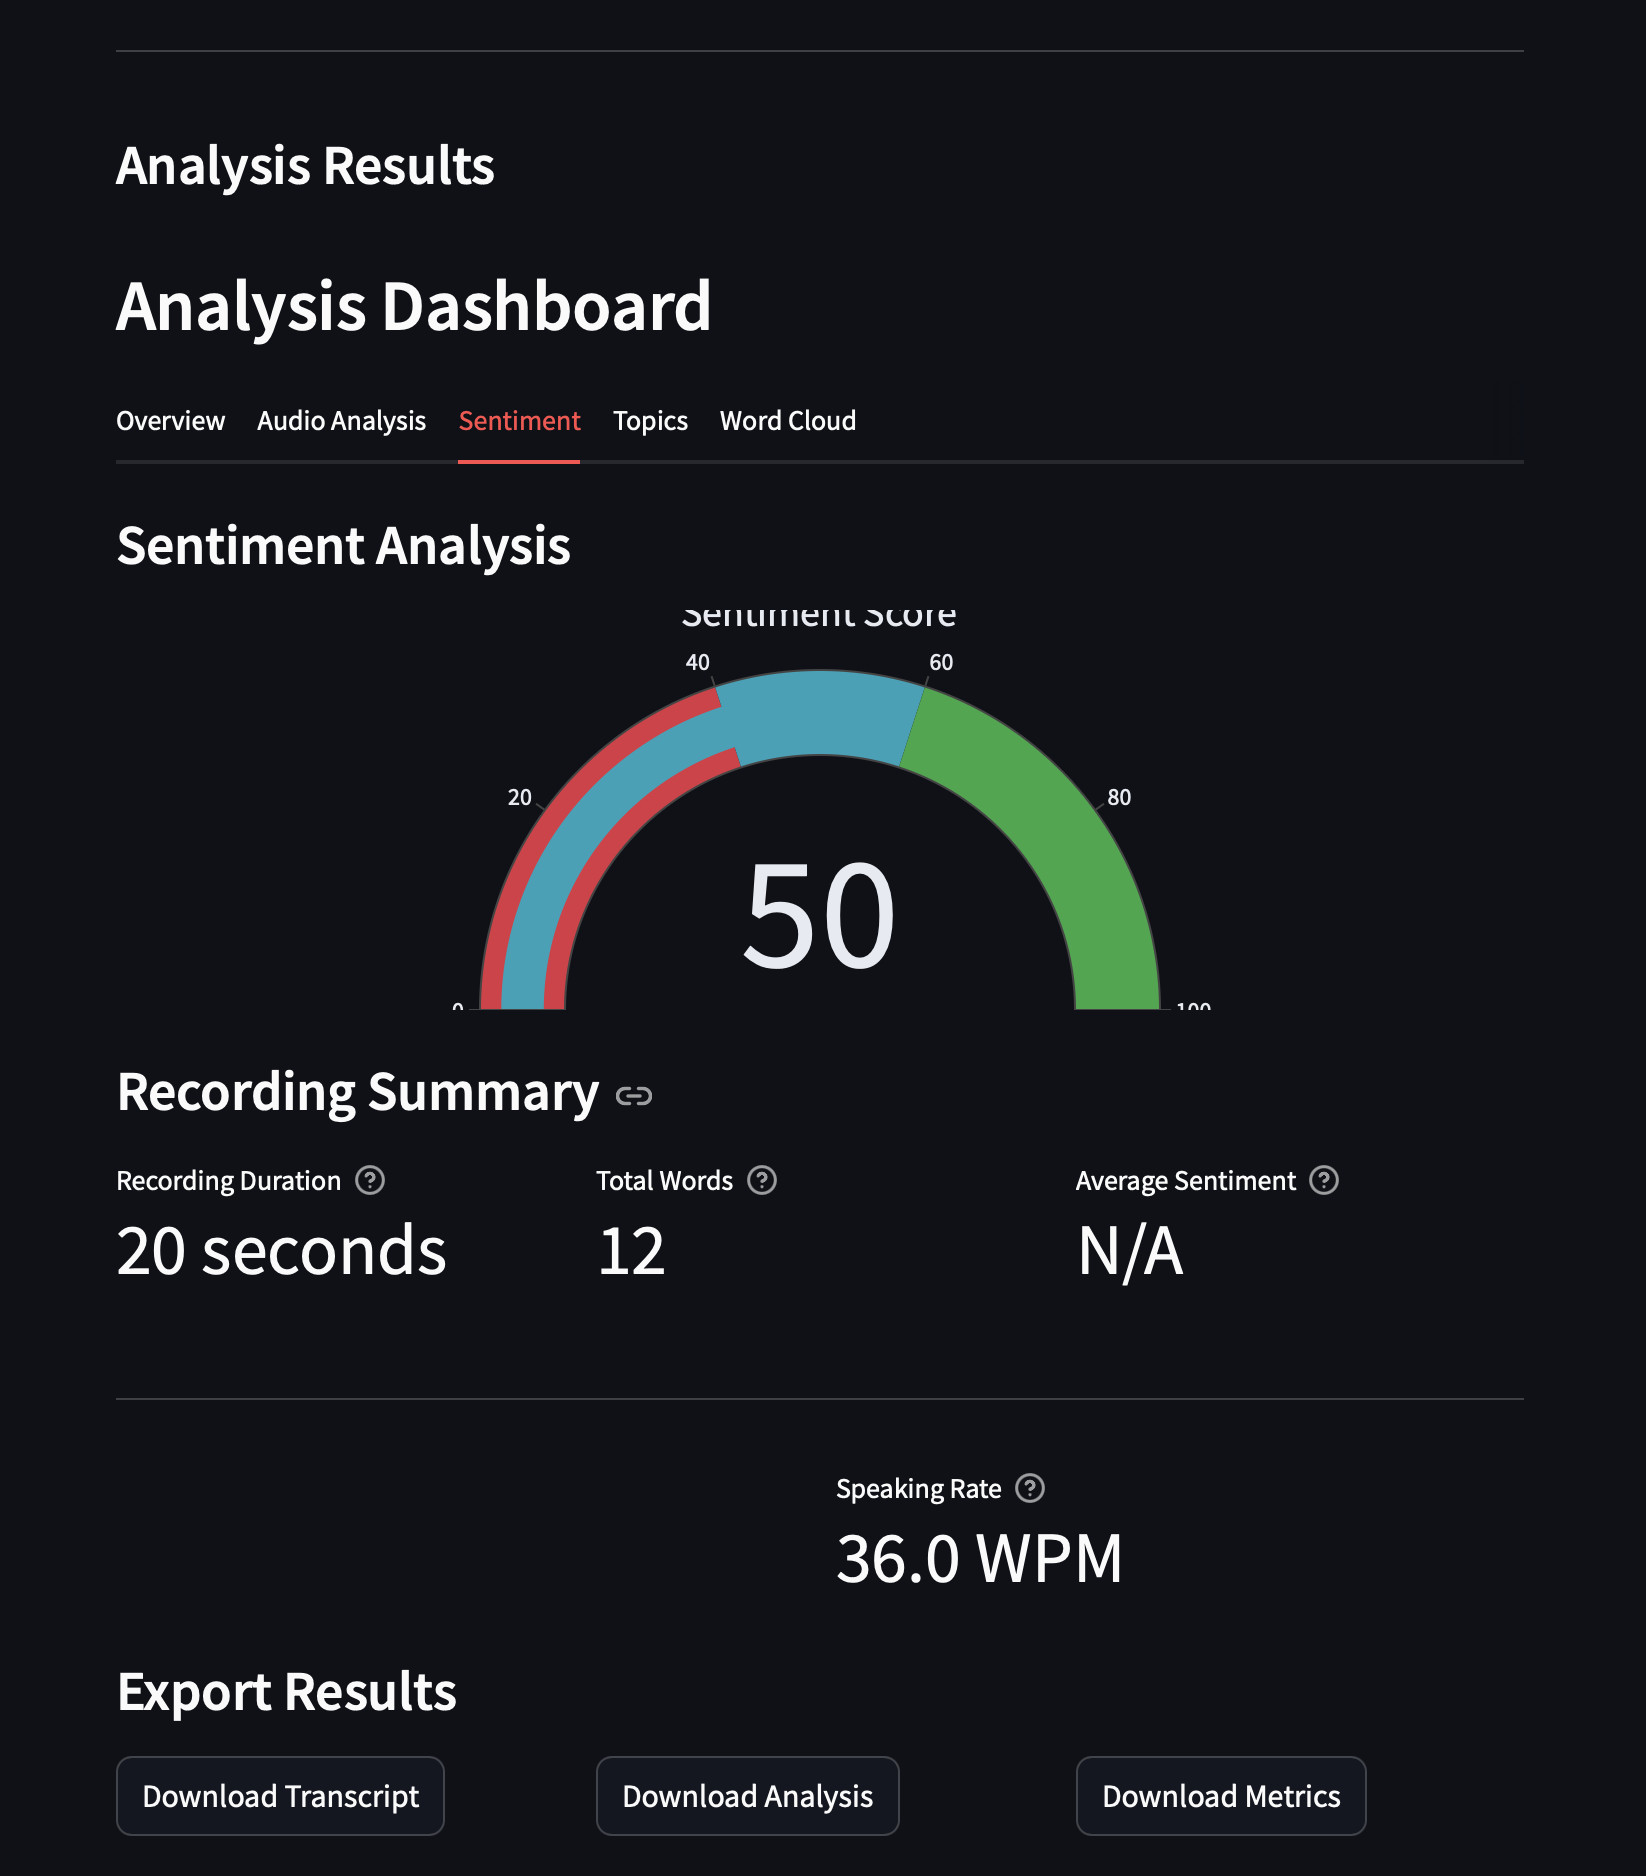 Analysis Results
Analysis Dashboard
Overview Audio Analysis Sentiment Topics Word Cloud
Sentiment Analysis
Sentiment Score
40 60
20 80
50
0 100
Recording Summary
Recording Duration Total Words Average Sentiment
20 seconds 12 N/A
Speaking Rate
36.0 WPM
Export Results
Download Transcript Download Analysis Download Metrics